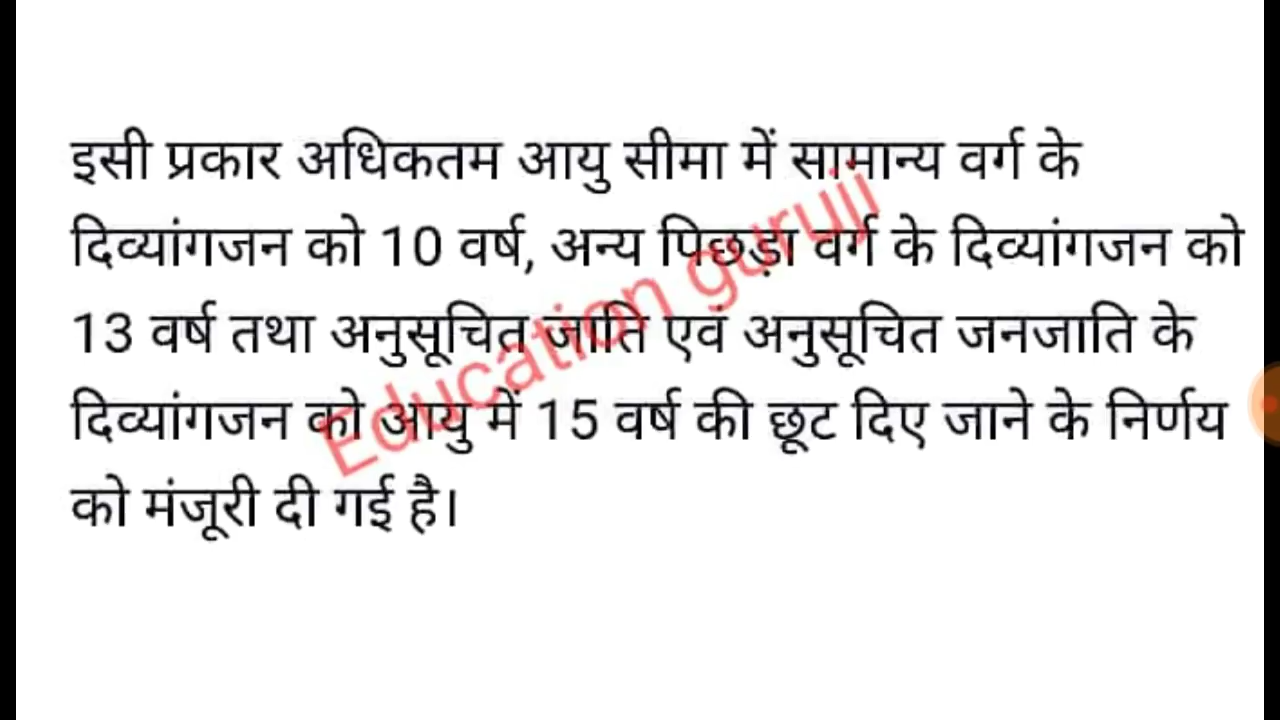 इसी प्रकार अधिकतम आयु सीमा में सामान्य वर्ग के
दिव्यांगजन को 10 वर्ष, अन्य पिछड़ा वर्ग के दिव्यांगजन को
13 वर्ष तथा अनुसूचित जाति एवं अनुसूचित जनजाति के
दिव्यांगजन को आयु में 15 वर्ष की छूट दिए जाने के निर्णय
को मंजूरी दी गई है।
Education guruji